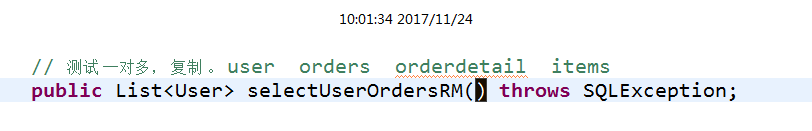 10:01:34 2017/11/24
// 测试一对多，复制。user orders orderdetail items
public List<User> selectUserOrdersRM() throws SQLException;